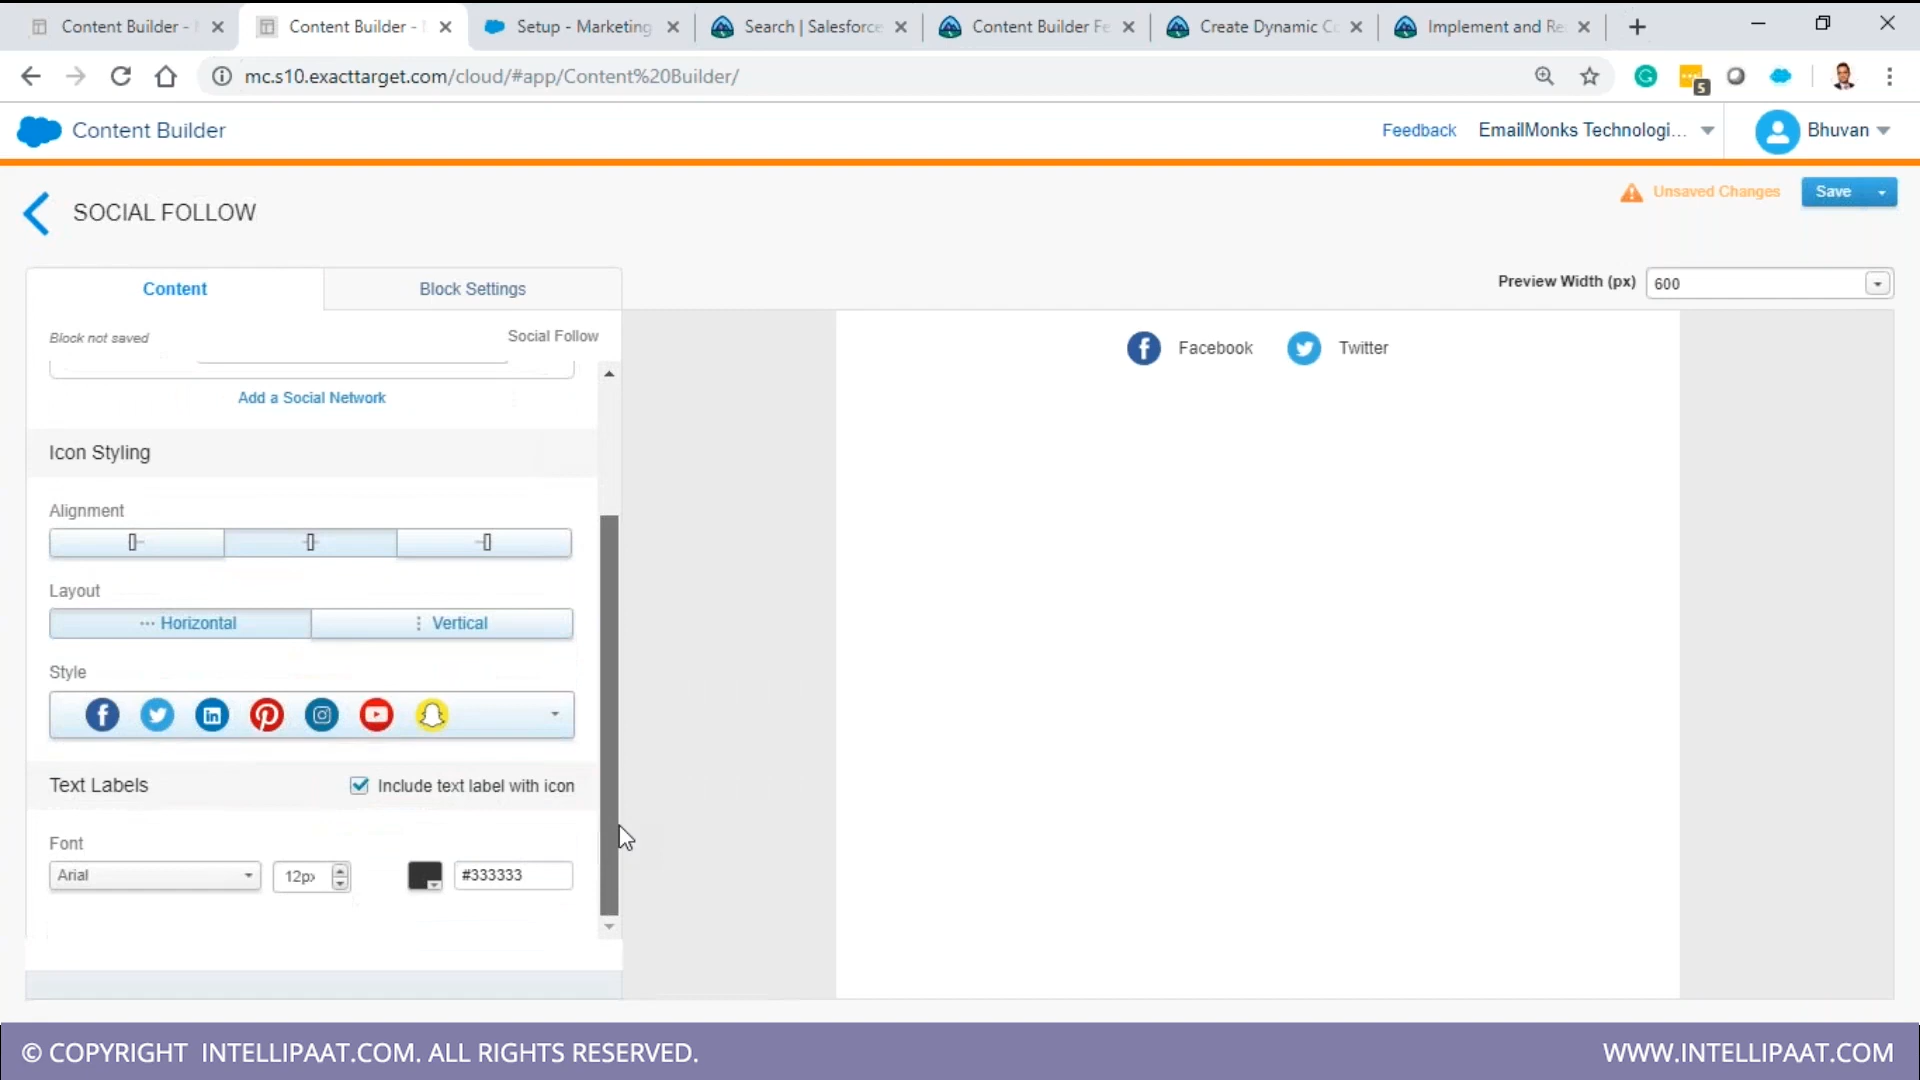 Content Builder -
Content Builder -
Setup - Marketing
Search | Salesforce
Content Builder Fe
Create Dynamic Co
Implement and Re
mc.s10.exacttarget.com/cloud/#app/Content%20Builder/
5
Content Builder
Feedback
EmailMonks Technologi...
Bhuvan
SOCIAL FOLLOW
Unsaved Changes
Save
Content
Block Settings
Preview Width (px)
600
Block not saved
Social Follow
Facebook
Twitter
Add a Social Network
Icon Styling
Alignment
Layout
Horizontal
Vertical
Style
Text Labels
Include text label with icon
Font
Arial
12px
#333333
© COPYRIGHT INTELLIPAAT.COM. ALL RIGHTS RESERVED.
WWW.INTELLIPAAT.COM